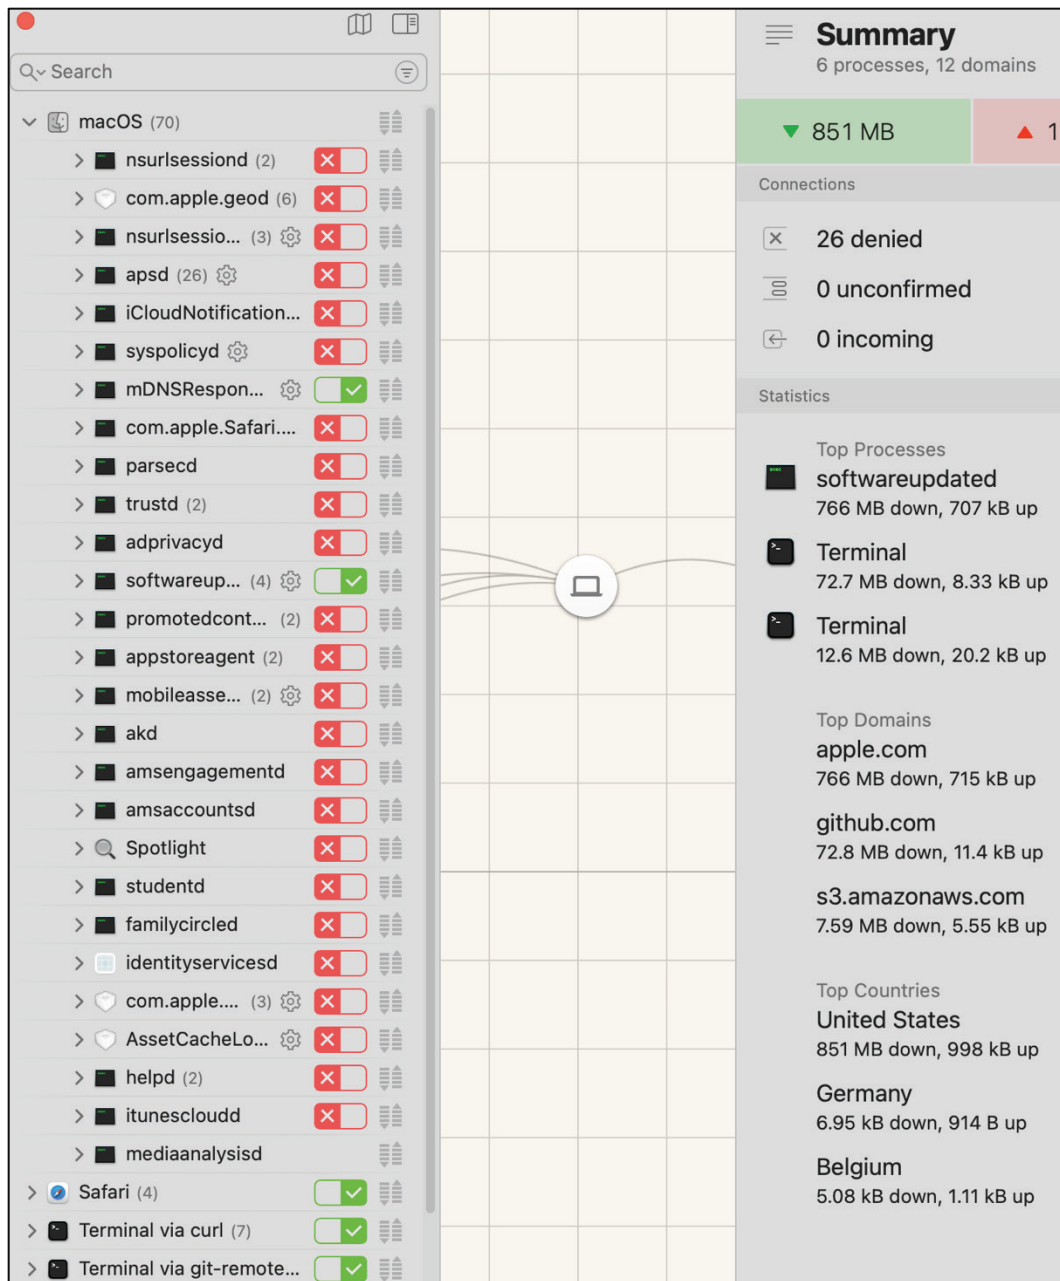 Search
macOS (70)
nsurlsessiond (2)
com.apple.geod (6)
nsurlsessio... (3)
apsd (26)
iCloudNotification...
syspolicyd
mDNSRespon...
com.apple.Safari....
parsecd
trustd (2)
adprivacyd
softwareup... (4)
promotedcont... (2)
appstoreagent (2)
mobileasse... (2)
akd
amsengagementd
amsaccountsd
Spotlight
studentd
familycircled
identityservicesd
com.apple.... (3)
AssetCacheLo...
helpd (2)
itunescloudd
mediaanalysisd
Safari (4)
Terminal via curl (7)
Terminal via git-remote...
Summary
6 processes, 12 domains
851 MB
1
Connections
26 denied
0 unconfirmed
0 incoming
Statistics
Top Processes
softwareupdated
766 MB down, 707 kB up
Terminal
72.7 MB down, 8.33 kB up
Terminal
12.6 MB down, 20.2 kB up
Top Domains
apple.com
766 MB down, 715 kB up
github.com
72.8 MB down, 11.4 kB up
s3.amazonaws.com
7.59 MB down, 5.55 kB up
Top Countries
United States
851 MB down, 998 kB up
Germany
6.95 kB down, 914 B up
Belgium
5.08 kB down, 1.11 kB up